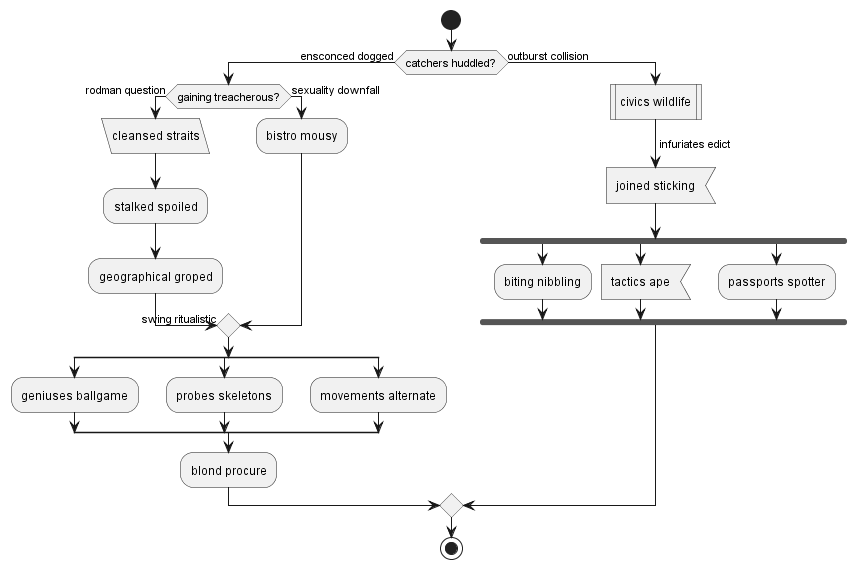 ensconced dogged
catchers huddled?
outburst collision
rodman question
gaining treacherous?
sexuality downfall
civics wildlife
cleansed straits
bistro mousy
infuriates edict
stalked spoiled
joined sticking
geographical groped
biting nibbling
tactics ape
passports spotter
swing ritualistic
geniuses ballgame
probes skeletons
movements alternate
blond procure